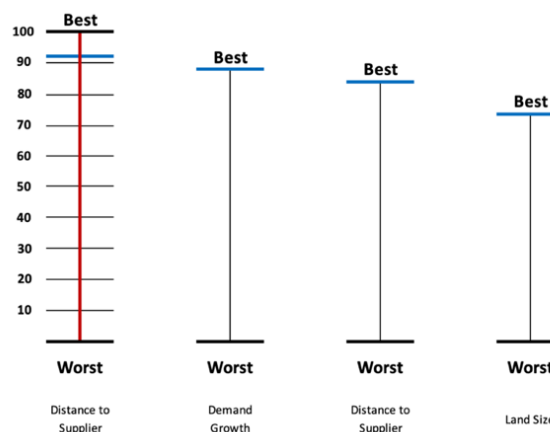 Best
100
90
80
70
60
50
40
30
20
10
Worst
Distance to
Supplier
Best
Worst
Demand
Growth
Best
Worst
Distance to
Supplier
Best
Worst
Land Size